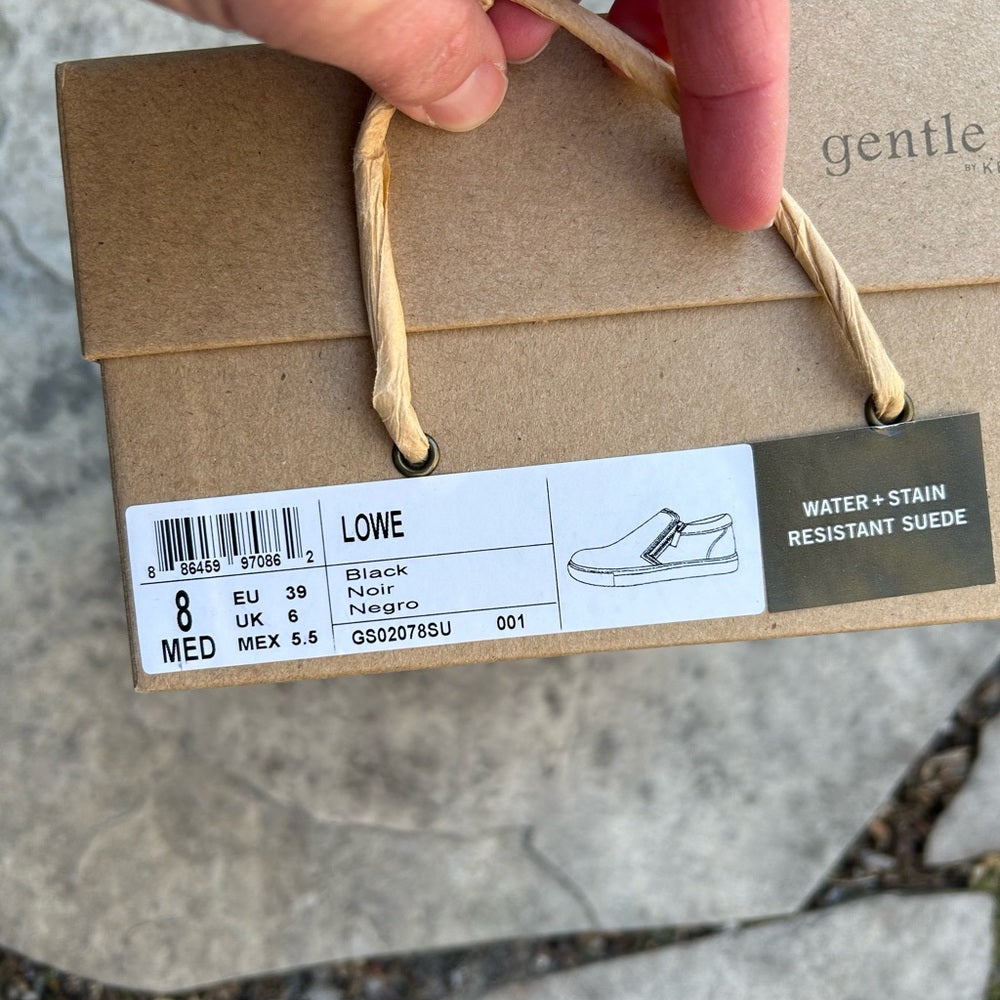 gentle
BY
8 86459 97086 2
8
MED
EU 39
UK 6
MEX 5.5
LOWE
Black
Noir
Negro
GS02078SU 001
WATER + STAIN
RESISTANT SUEDE